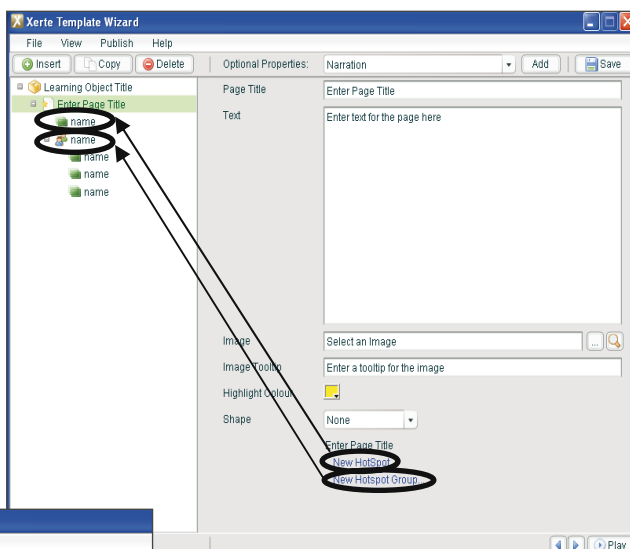 Xerte Template Wizard
File View Publish Help
Insert Copy Delete Optional Properties: Narration Add Save
Learning Object Title
Enter Page Title
name
name
name
name
name
Page Title Enter Page Title
Text Enter text for the page here
Image Select an Image ...
Image Tooltip Enter a tooltip for the image
Highlight Colour
Shape None
Enter Page Title
New HotSpot
New Hotspot Group
Play